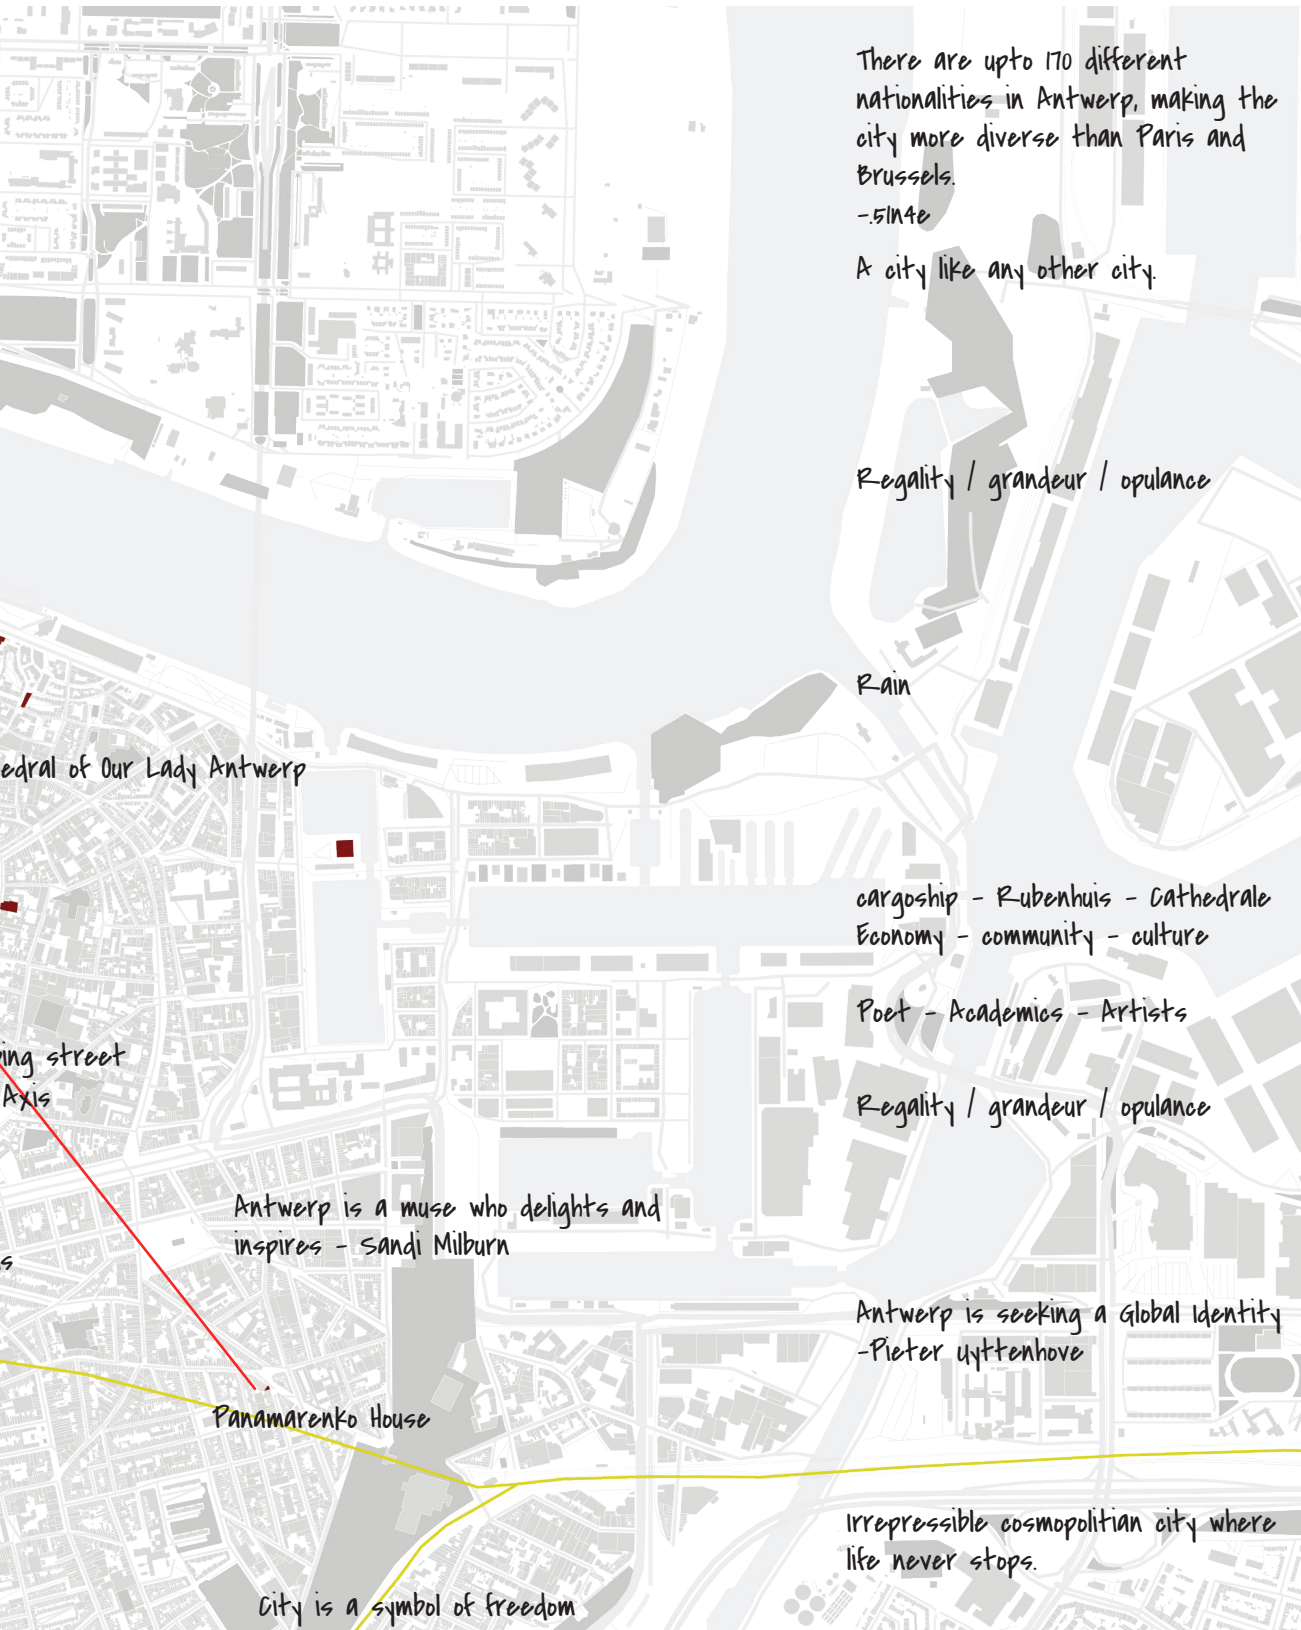 There are upto 170 different
nationalities in Antwerp, making the
city more diverse than Paris and
Brussels.
-.51n4e
A city like any other city.
Regality / grandeur / opulance
Rain
edral of Our Lady Antwerp
cargoship - Rubenhuis - Cathedrale
Economy - community - culture
Poet - Academics - Artists
ing street
Axis
Regality / grandeur / opulance
Antwerp is a muse who delights and
inspires - Sandi Milburn
s
Antwerp is seeking a Global Identity
-Pieter Uyttenhove
Panamarenko House
Irrepressible cosmopolitian city where
life never stops.
City is a symbol of freedom